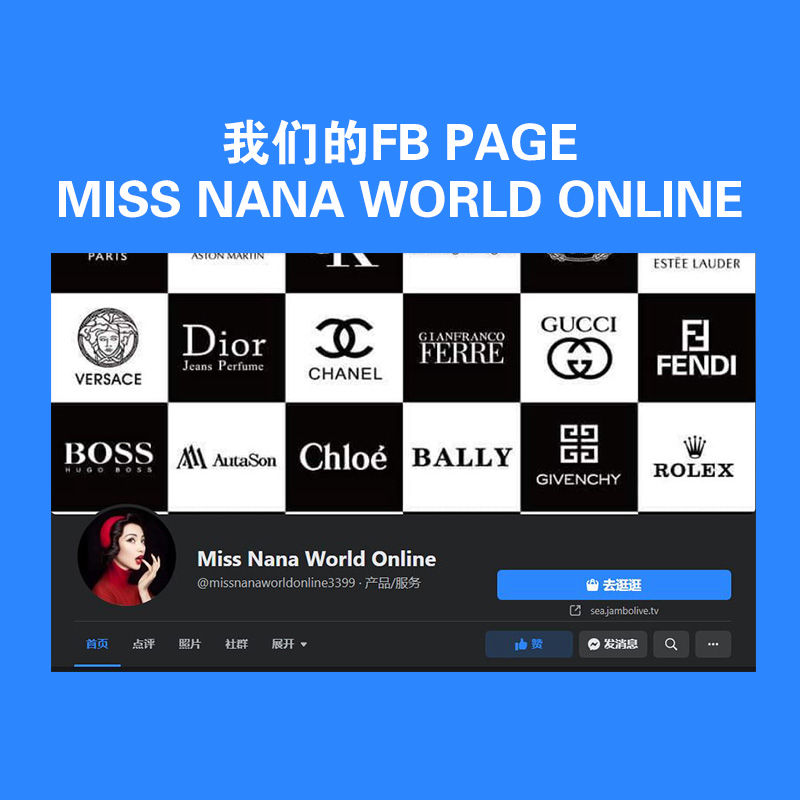 我们的FB PAGE
MISS NANA WORLD ONLINE
PARIS
ASTON MARTIN
ESTĒE LAUDER
VERSACE
Dior
Jeans Perfume
CHANEL
GIANFRANCO
FERRE
GUCCI
FENDI
BOSS
HUGO BOSS
AutaSon
Chloé
BALLY
GIVENCHY
ROLEX
Miss Nana World Online
@missnanaworldonline3399 · 产品/服务
去逛逛
sea.jambolive.tv
首页 点评 照片 社群 展开
赞 发消息